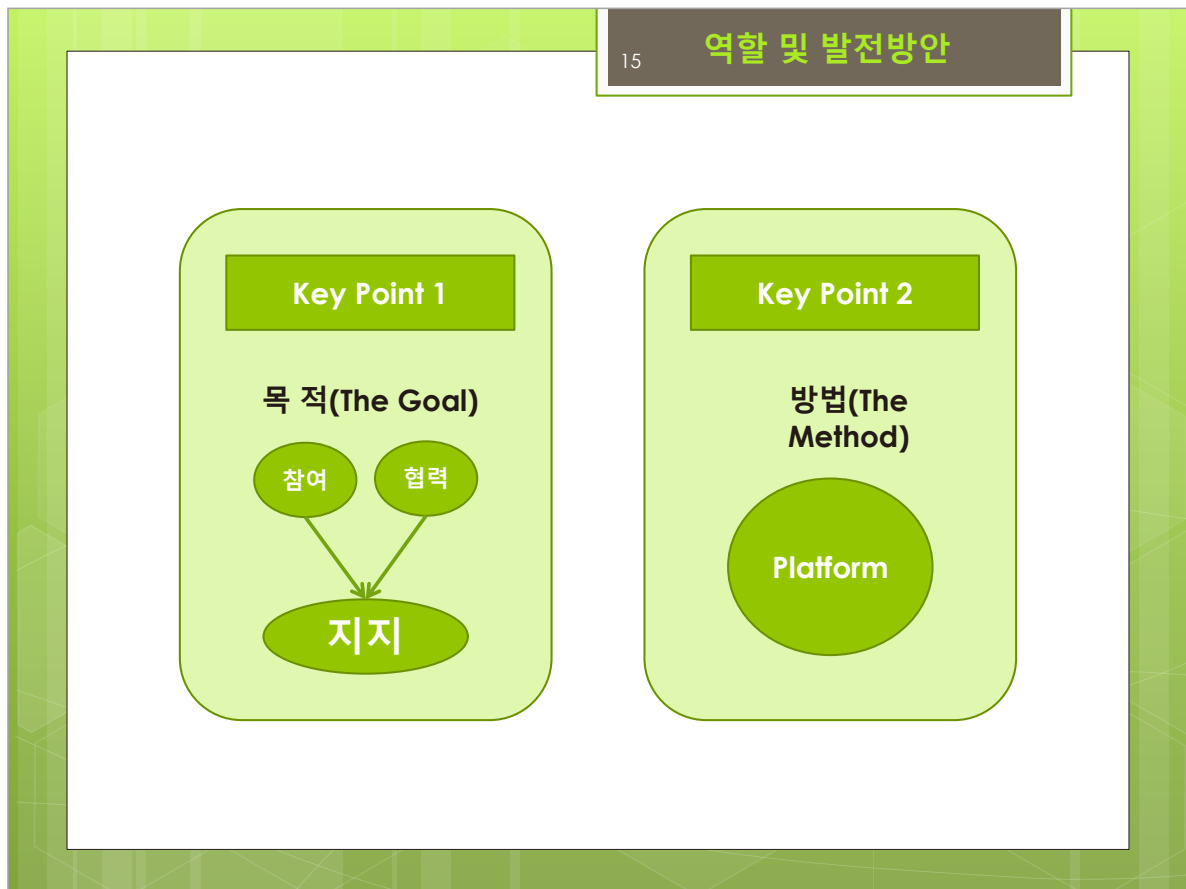 15
역할 및 발전방안
Key Point 1
목 적(The Goal)
참여
협력
지지
Key Point 2
방법(The
Method)
Platform